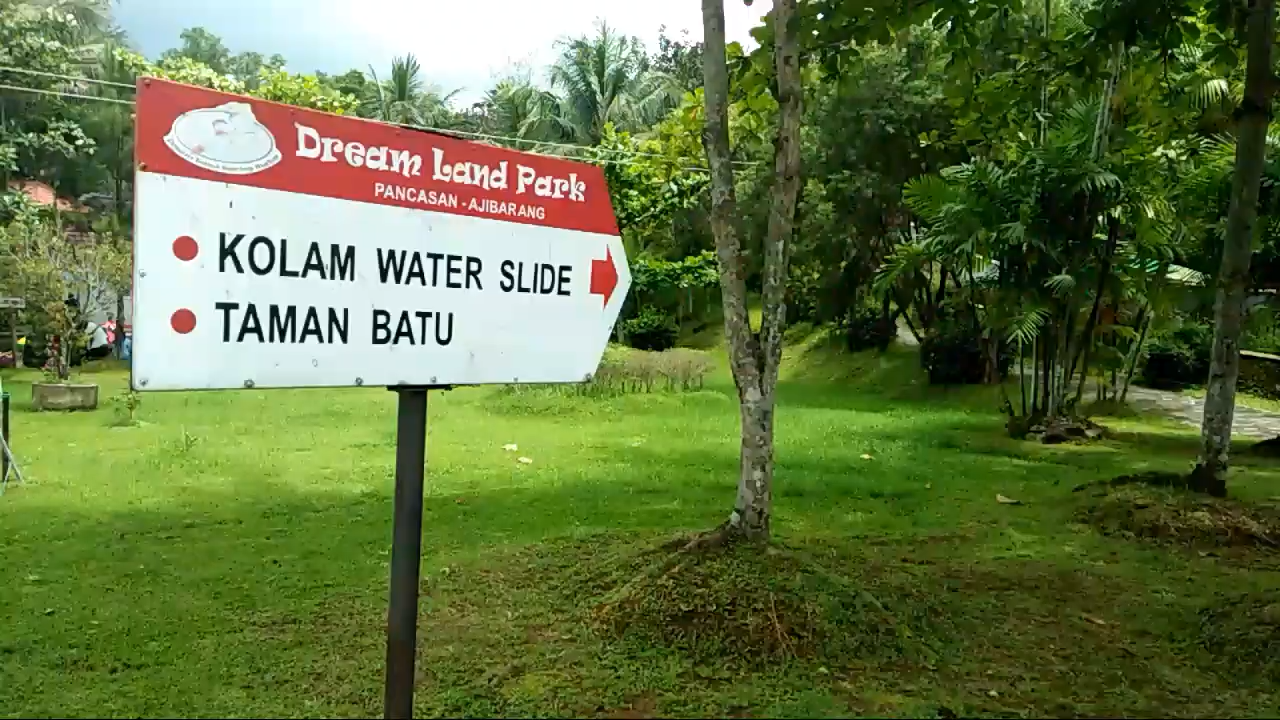 Dream Land Park
PANCASAN - AJIBARANG
KOLAM WATER SLIDE
TAMAN BATU